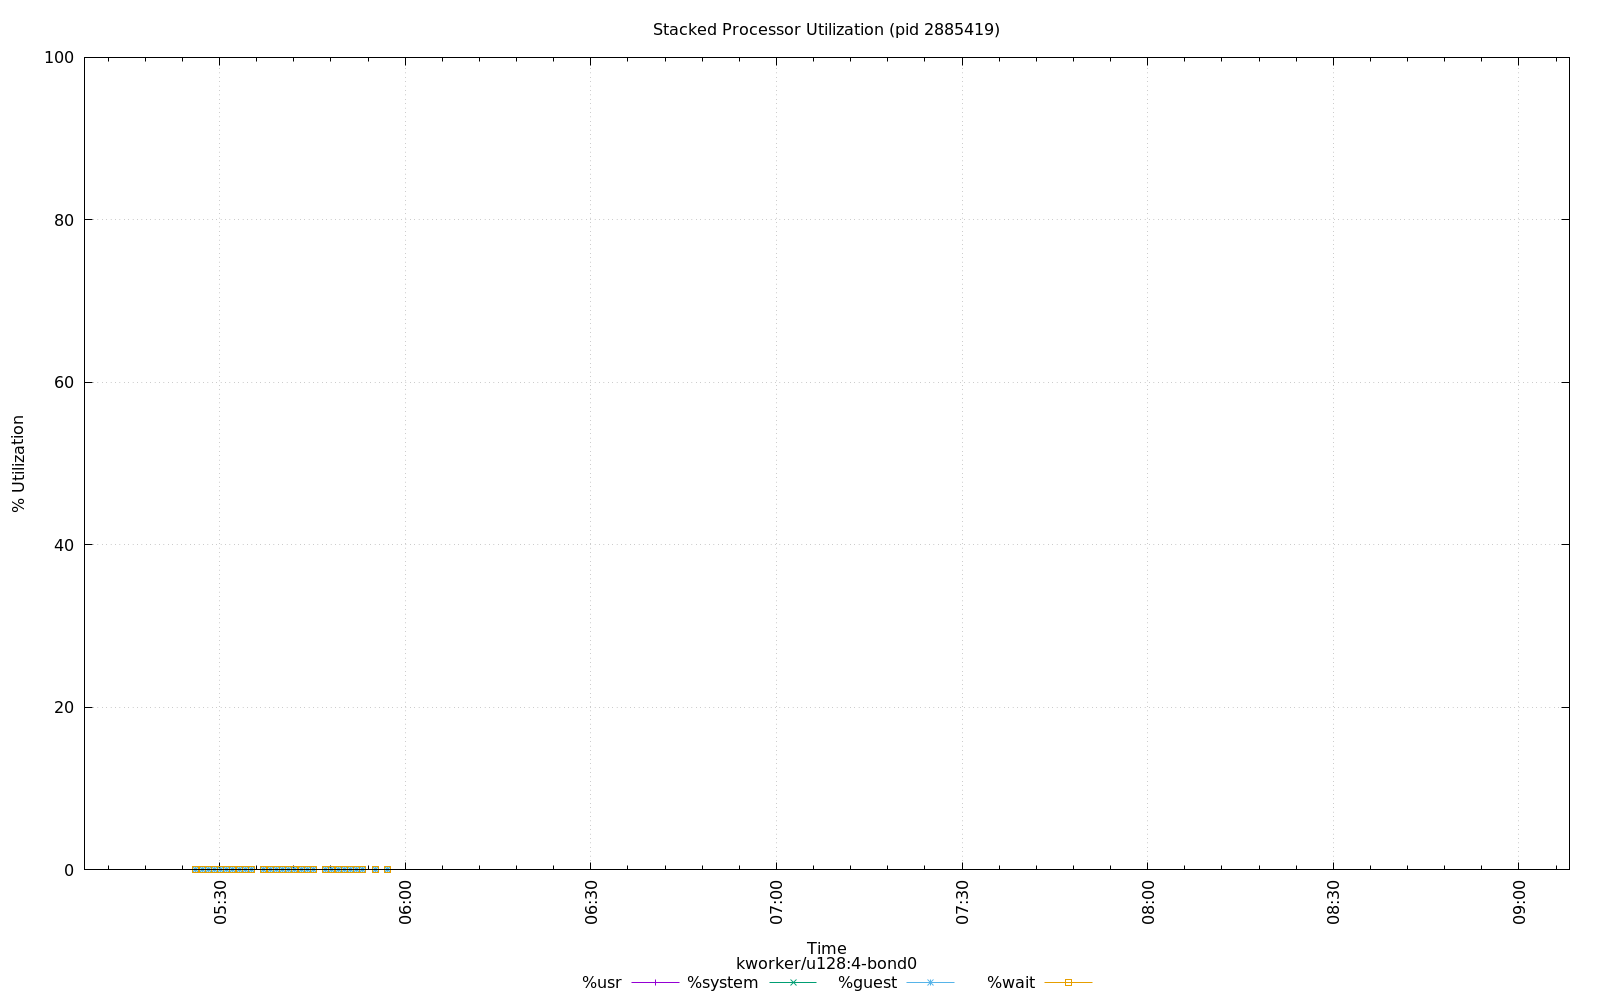 Stacked Processor Utilization (pid 2885419)
100
80
60
40
20
0
% Utilization
05:30 06:00 06:30 07:00 07:30 08:00 08:30 09:00
Time
kworker/u128:4-bond0
%usr %system %guest %wait